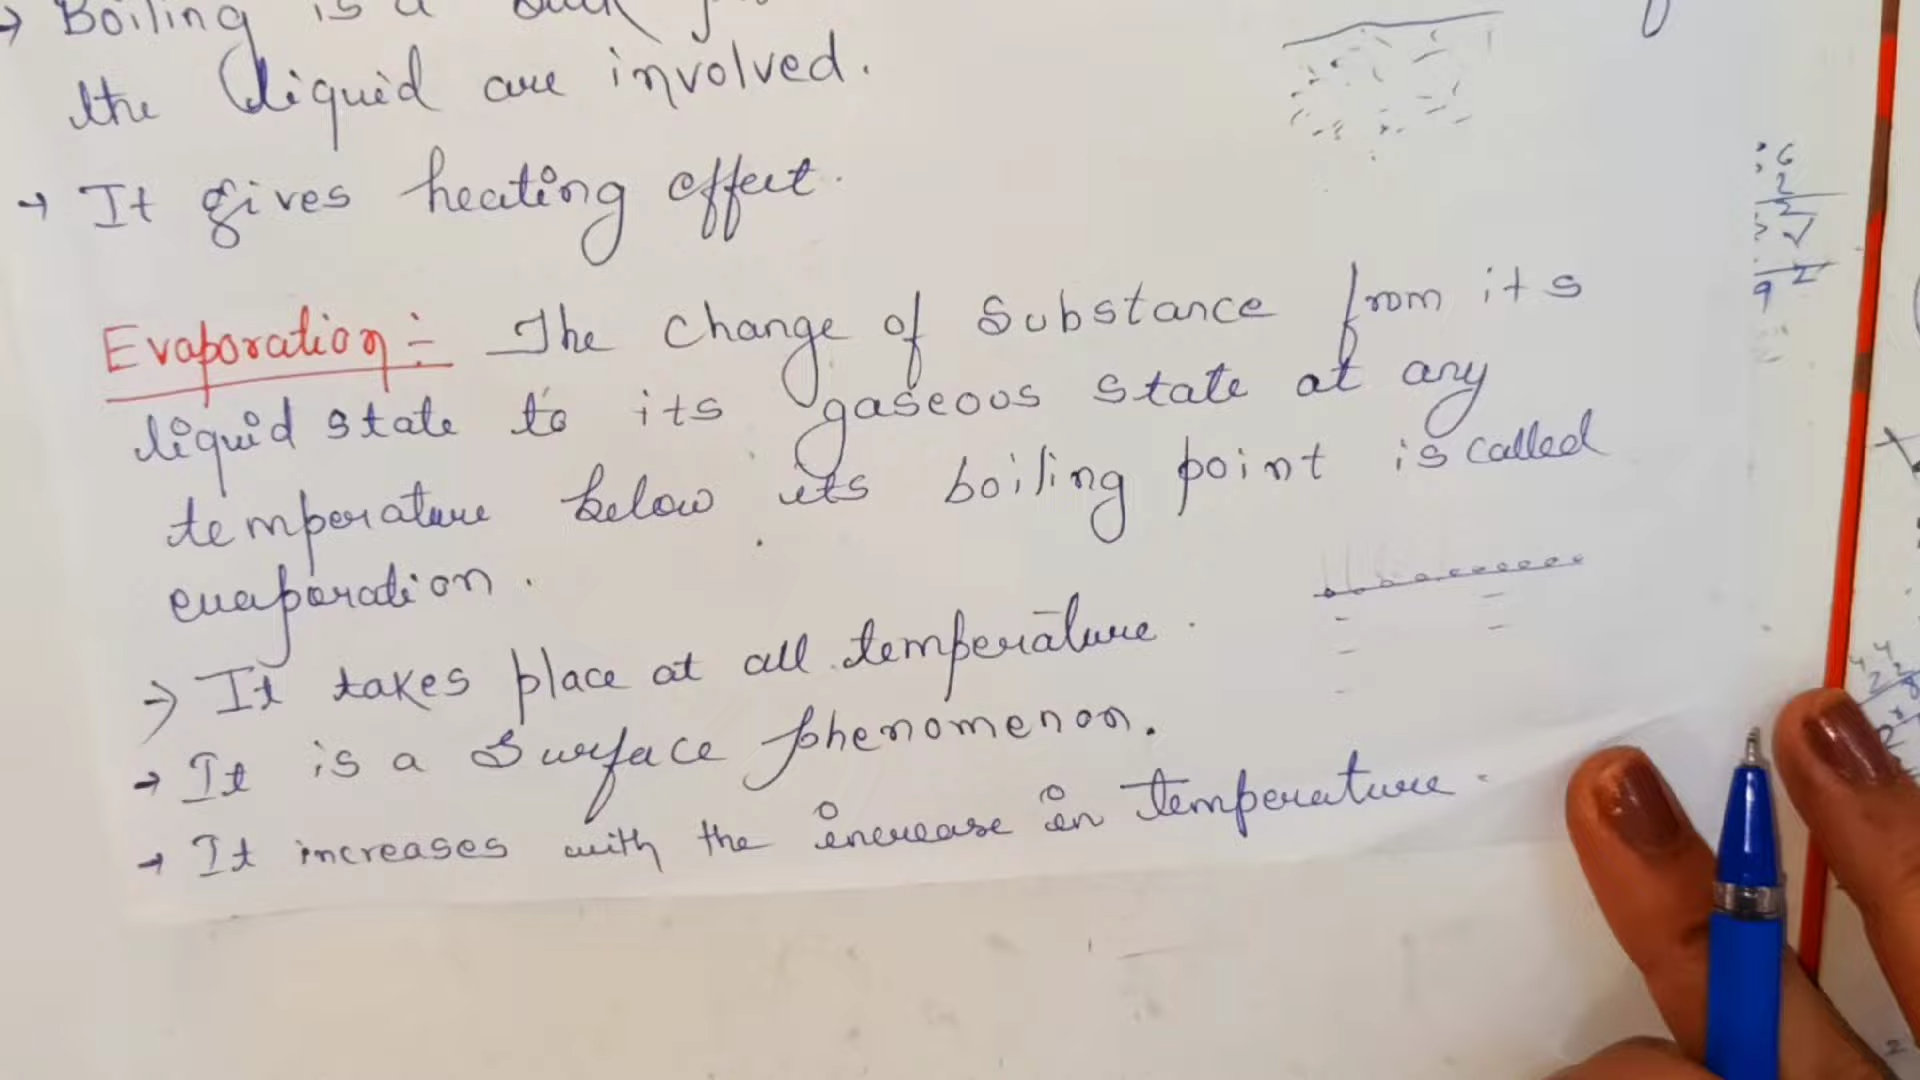 → Boiling is a
the liquid are involved.
→ It gives heating effect.
Evaporation:- The change of Substance from its
liquid state to its gaseous state at any
temperature below its boiling point is called
evaporation.
→ It takes place at all temperature.
→ It is a Surface phenomenon.
→ It increases with the increase in temperature.